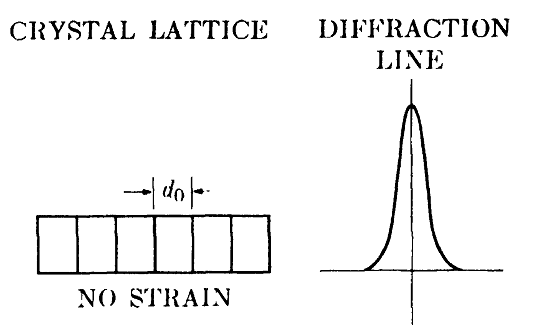 CRYSTAL LATTICE
DIFFRACTION
LINE
d0
NO STRAIN